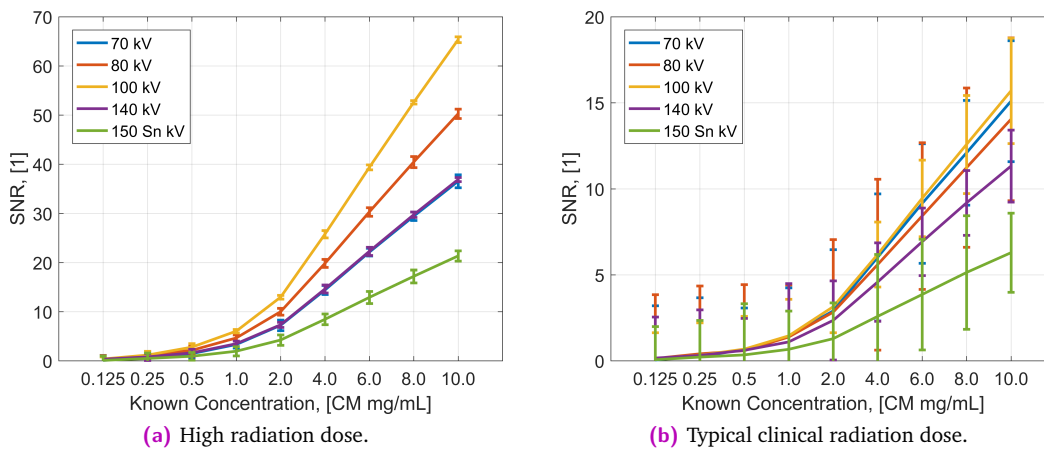 70
60
50
40
30
20
10
0
SNR, [1]
70 kV
80 kV
100 kV
140 kV
150 Sn kV
0.125 0.25 0.5 1.0 2.0 4.0 6.0 8.0 10.0
Known Concentration, [CM mg/mL]
(a) High radiation dose.
20
15
10
5
0
SNR, [1]
70 kV
80 kV
100 kV
140 kV
150 Sn kV
0.125 0.25 0.5 1.0 2.0 4.0 6.0 8.0 10.0
Known Concentration, [CM mg/mL]
(b) Typical clinical radiation dose.